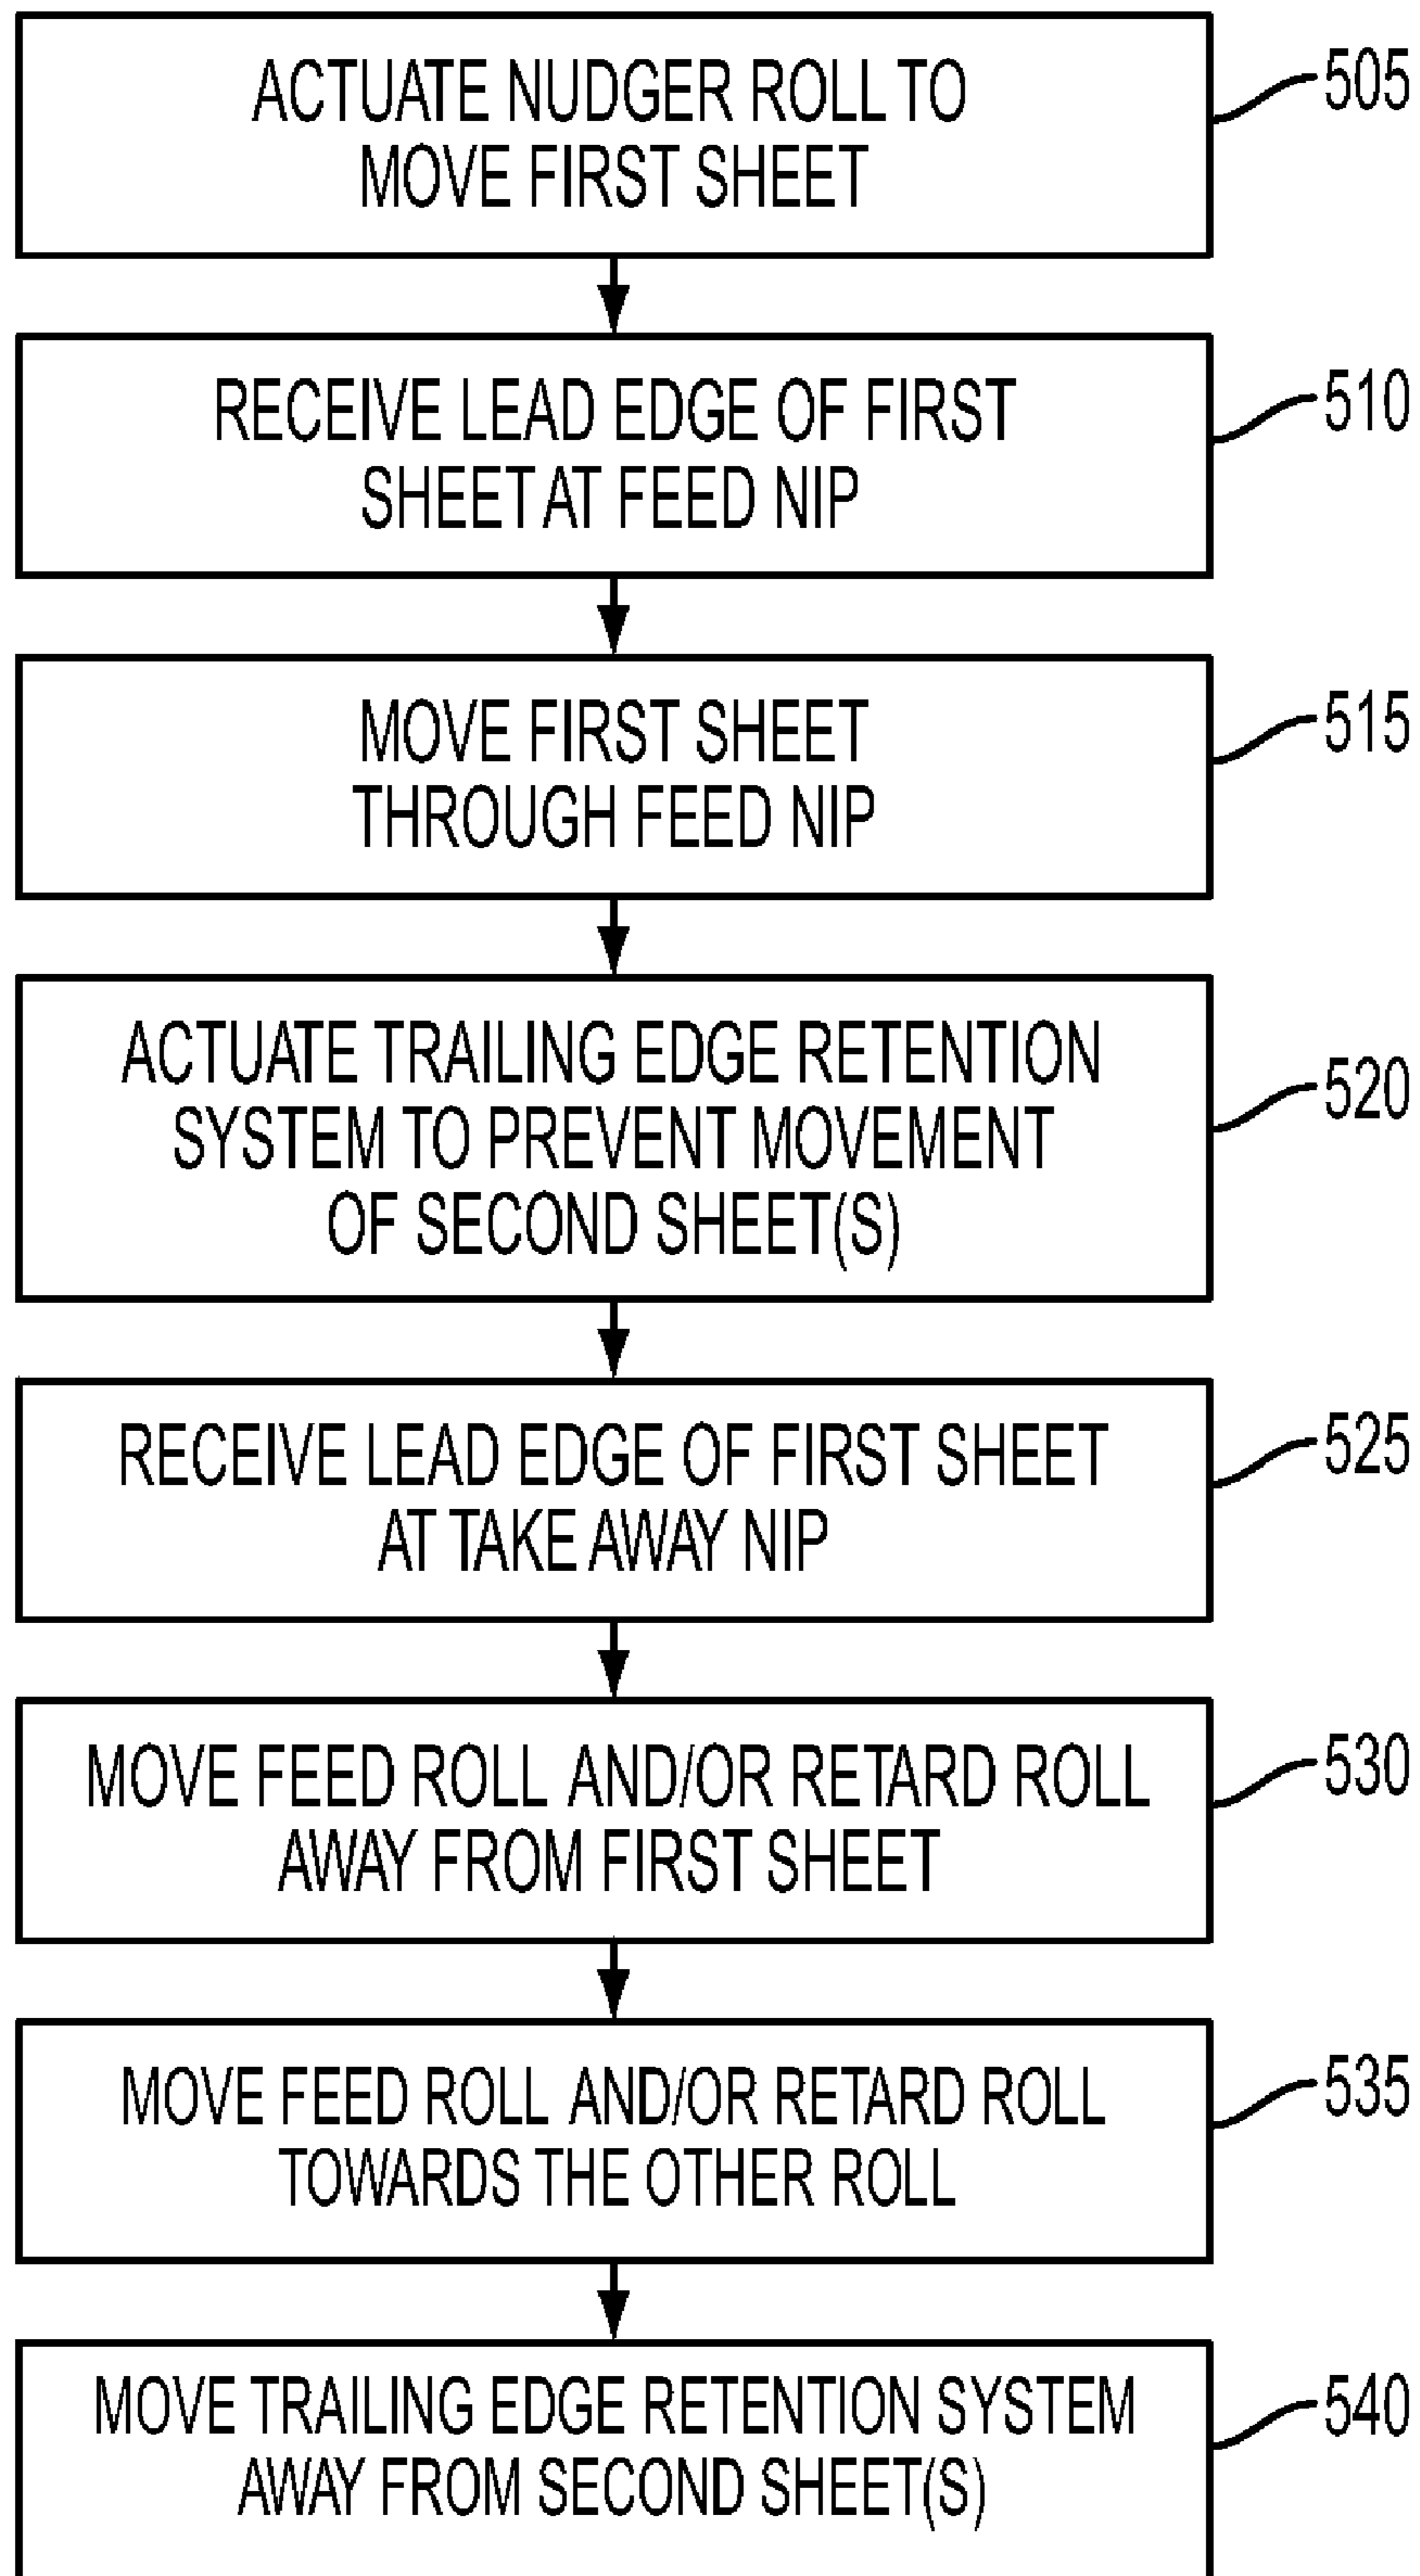 ACTUATE NUDGER ROLL TO
MOVE FIRST SHEET
505
RECEIVE LEAD EDGE OF FIRST
SHEET AT FEED NIP
510
MOVE FIRST SHEET
THROUGH FEED NIP
515
ACTUATE TRAILING EDGE RETENTION
SYSTEM TO PREVENT MOVEMENT
OF SECOND SHEET(S)
520
RECEIVE LEAD EDGE OF FIRST SHEET
AT TAKE AWAY NIP
525
MOVE FEED ROLL AND/OR RETARD ROLL
AWAY FROM FIRST SHEET
530
MOVE FEED ROLL AND/OR RETARD ROLL
TOWARDS THE OTHER ROLL
535
MOVE TRAILING EDGE RETENTION SYSTEM
AWAY FROM SECOND SHEET(S)
540